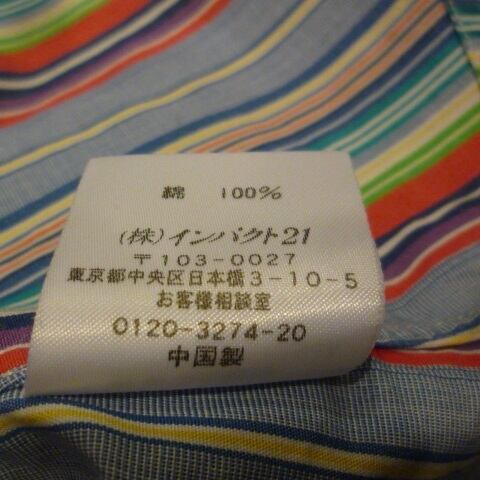 綿 100%
(株)インパクト21
〒103-0027
東京都中央区日本橋3-10-5
お客様相談室
0120-3274-20
中国製